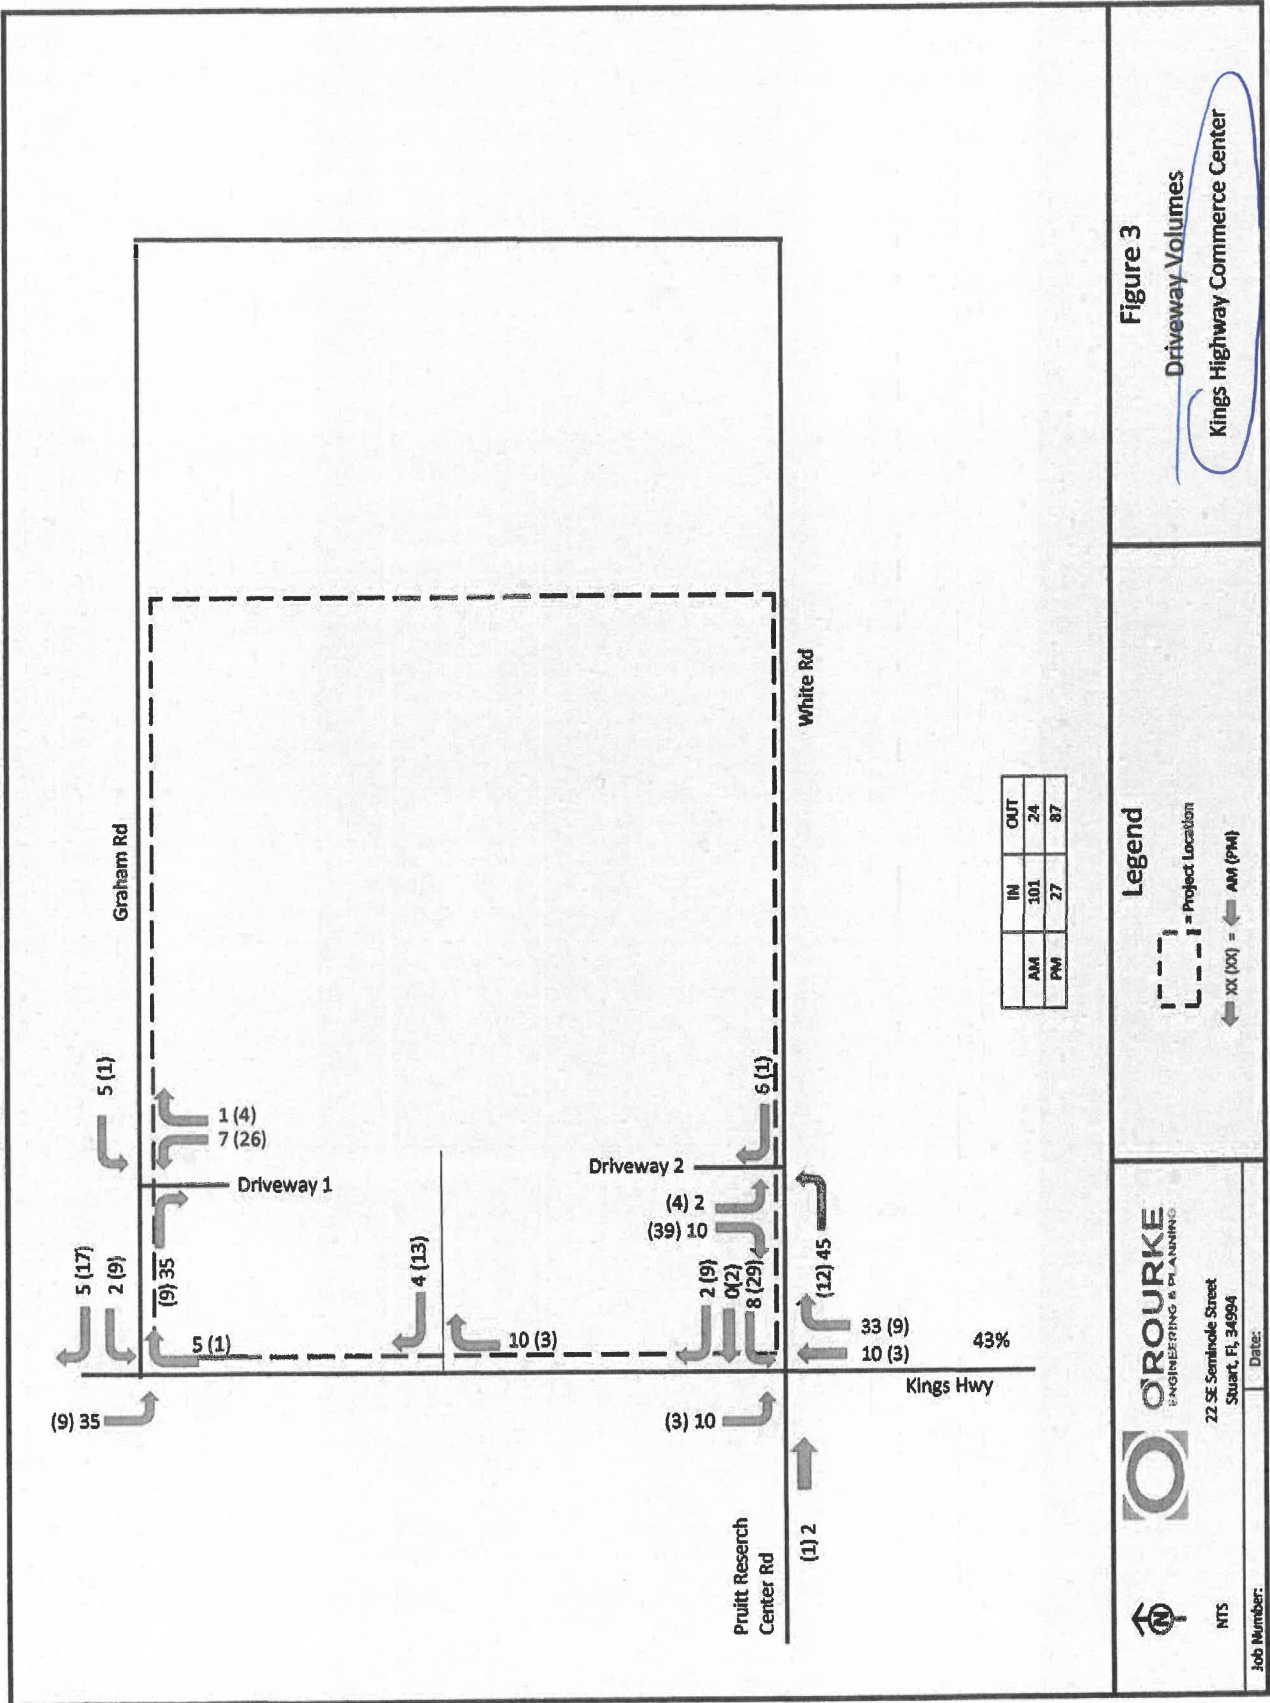 Graham Rd
5 (17)
2 (9)
5 (1)
(9) 35
5 (1)
(9) 35
1 (4)
7 (26)
Driveway 1
4 (13)
10 (3)
Driveway 2
(4) 2
(39) 10
2 (9)
0(2)
8 (29)
6 (1)
(3) 10
(12) 45
White Rd
33 (9)
10 (3)
43%
Kings Hwy
Pruitt Reserch
Center Rd
(1) 2
IN OUT
AM 101 24
PM 27 87
NTS
O'ROURKE
ENGINEERING & PLANNING
22 SE Seminole Street
Stuart, Fl, 34994
Job Number:
Date:
Legend
= Project Location
XX (XX) = AM (PM)
Figure 3
Driveway Volumes
Kings Highway Commerce Center
N